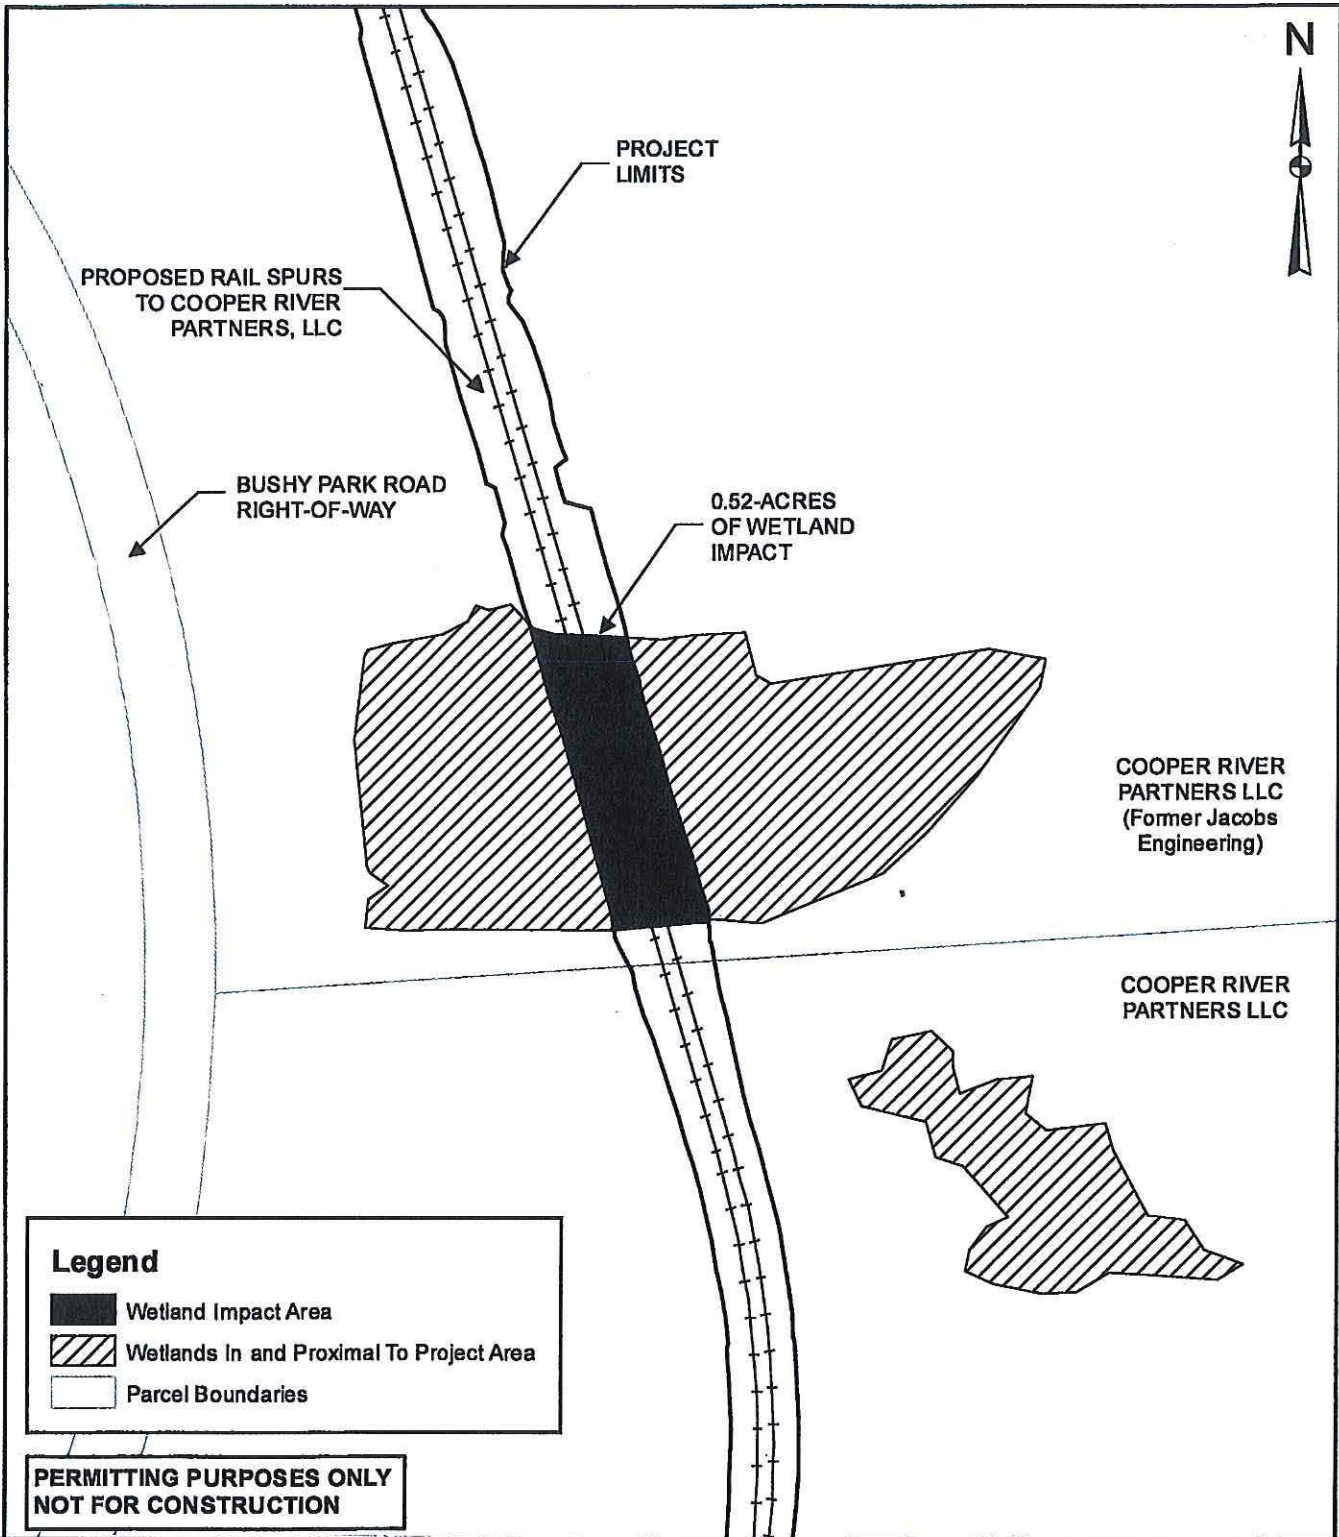 N
PROJECT
LIMITS
PROPOSED RAIL SPURS
TO COOPER RIVER
PARTNERS, LLC
BUSHY PARK ROAD
RIGHT-OF-WAY
0.52-ACRES
OF WETLAND
IMPACT
COOPER RIVER
PARTNERS LLC
(Former Jacobs
Engineering)
COOPER RIVER
PARTNERS LLC
Legend
Wetland Impact Area
Wetlands In and Proximal To Project Area
Parcel Boundaries
PERMITTING PURPOSES ONLY
NOT FOR CONSTRUCTION